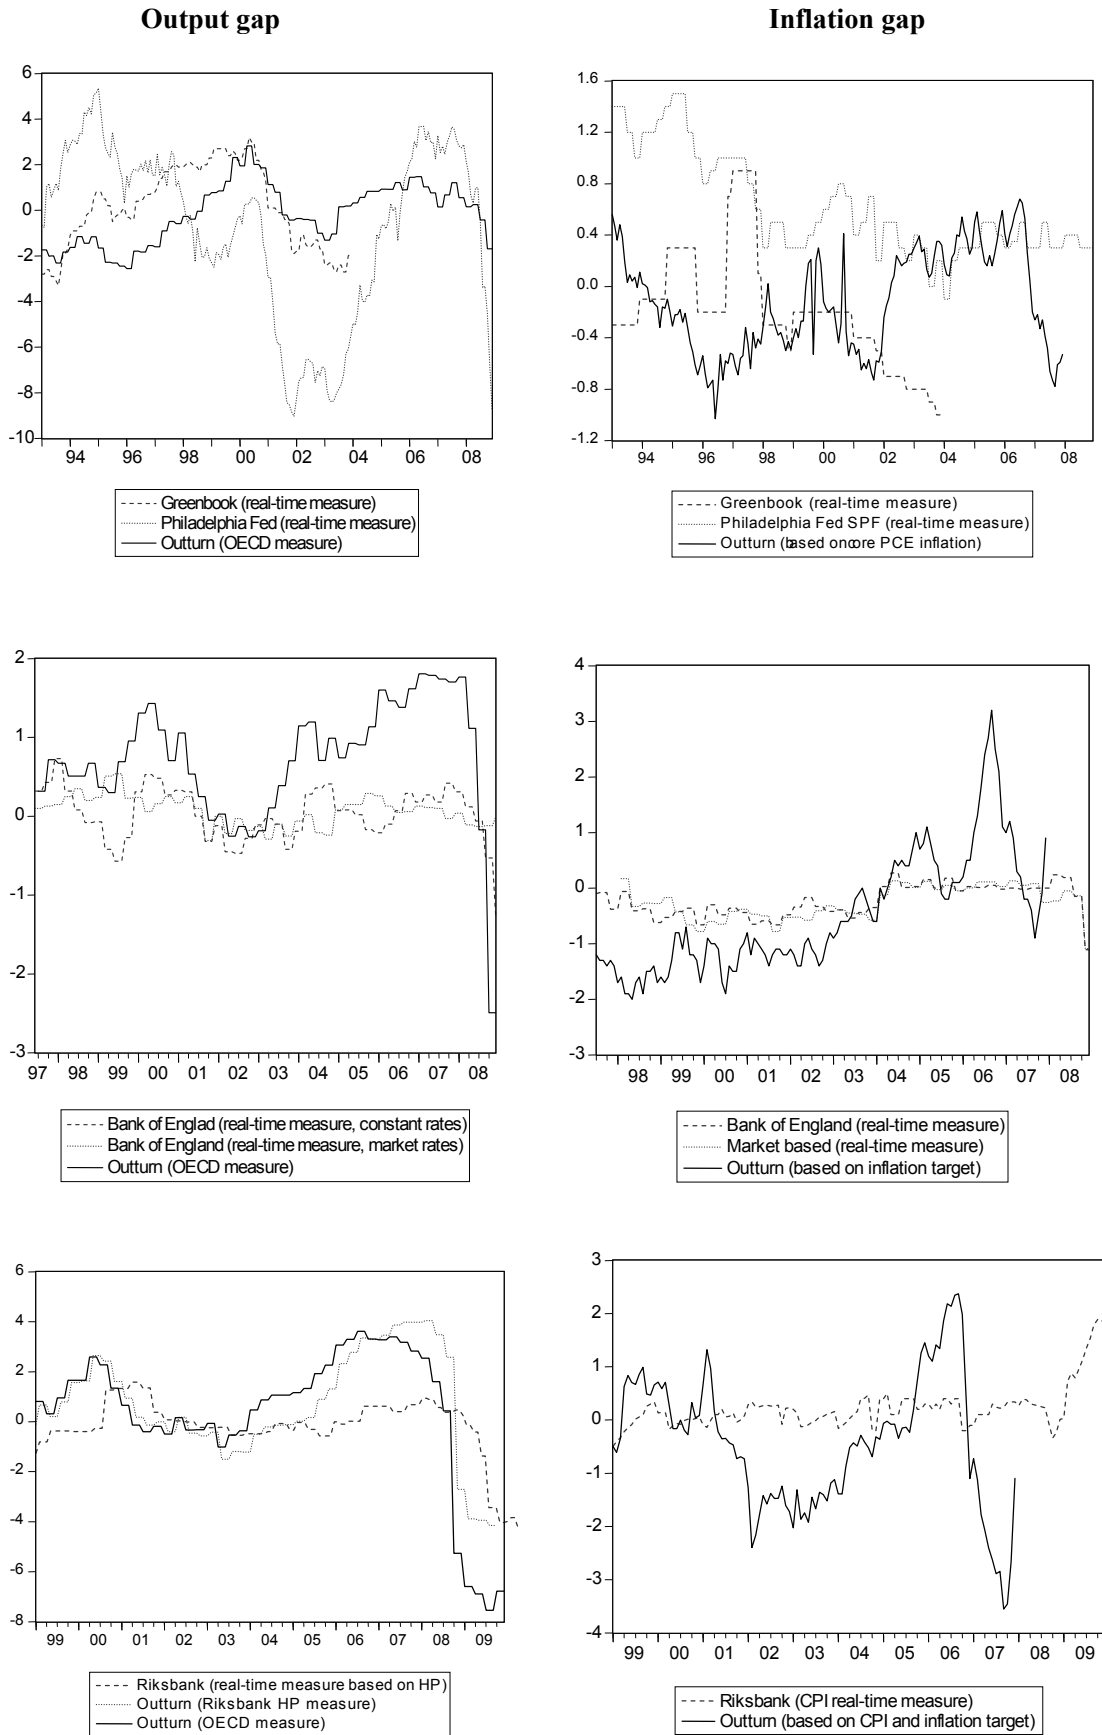 Output gap
Inflation gap
6
4
2
0
-2
-4
-6
-8
-10
94 96 98 00 02 04 06 08
Greenbook (real-time measure)
Philadelphia Fed (real-time measure)
Outturn (OECD measure)
1.6
1.2
0.8
0.4
0.0
-0.4
-0.8
-1.2
94 96 98 00 02 04 06 08
Greenbook (real-time measure)
Philadelphia Fed SPF (real-time measure)
Outturn (based oncore PCE inflation)
2
1
0
-1
-2
-3
97 98 99 00 01 02 03 04 05 06 07 08
Bank of Englad (real-time measure, constant rates)
Bank of England (real-time measure, market rates)
Outturn (OECD measure)
4
3
2
1
0
-1
-2
-3
98 99 00 01 02 03 04 05 06 07 08
Bank of England (real-time measure)
Market based (real-time measure)
Outturn (based on inflation target)
6
4
2
0
-2
-4
-6
-8
99 00 01 02 03 04 05 06 07 08 09
Riksbank (real-time measure based on HP)
Outturn (Riksbank HP measure)
Outturn (OECD measure)
3
2
1
0
-1
-2
-3
-4
99 00 01 02 03 04 05 06 07 08 09
Riksbank (CPI real-time measure)
Outturn (based on CPI and inflation target)